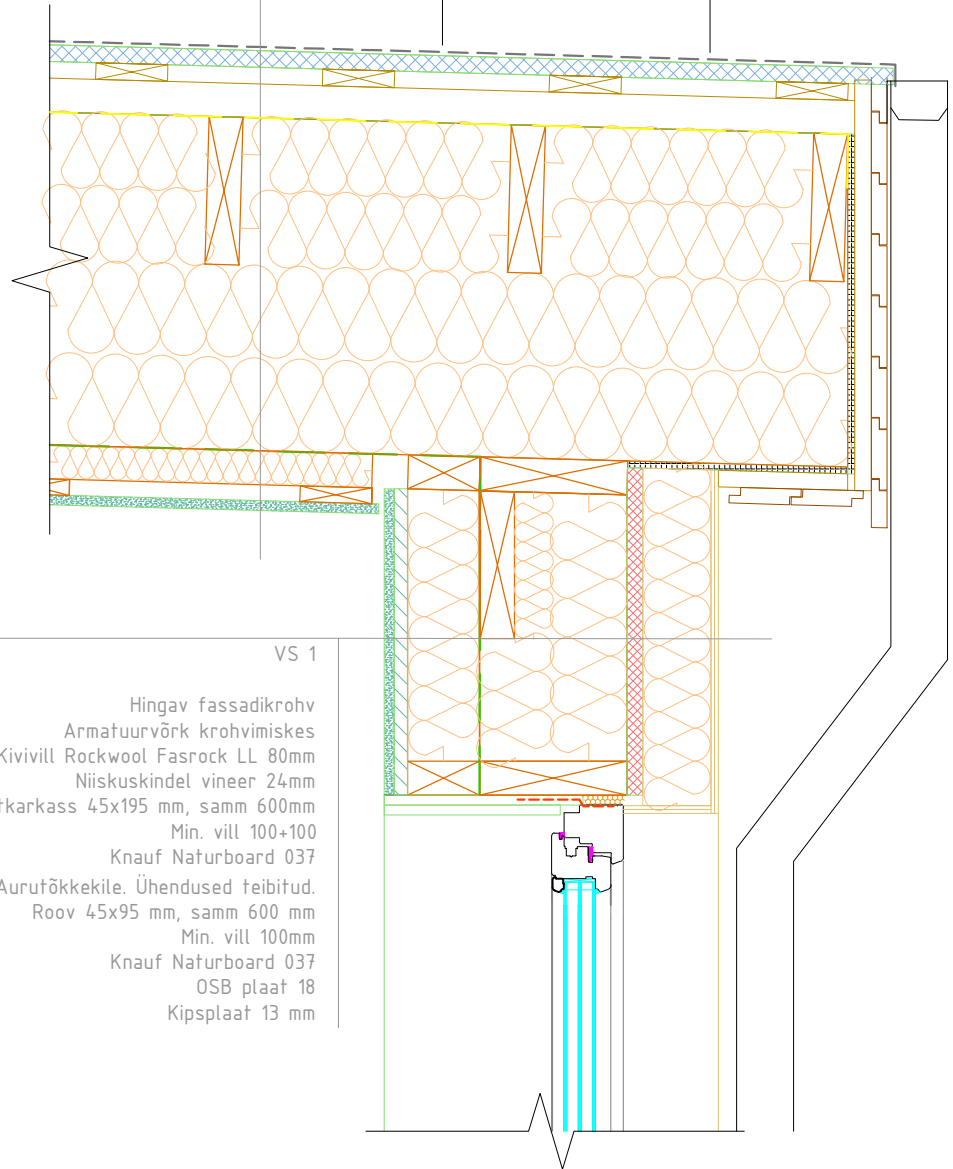 VS 1
Hingav fassadikrohv
Armatuurvõrk krohvimiskes
Kivivill Rockwool Fasrock LL 80mm
Niiskuskindel vineer 24mm
tkarkass 45x195 mm, samm 600mm
Min. vill 100+100
Knauf Naturboard 037
Aurutõkkekile. Ühendused teibitud.
Roov 45x95 mm, samm 600 mm
Min. vill 100mm
Knauf Naturboard 037
OSB plaat 18
Kipsplaat 13 mm